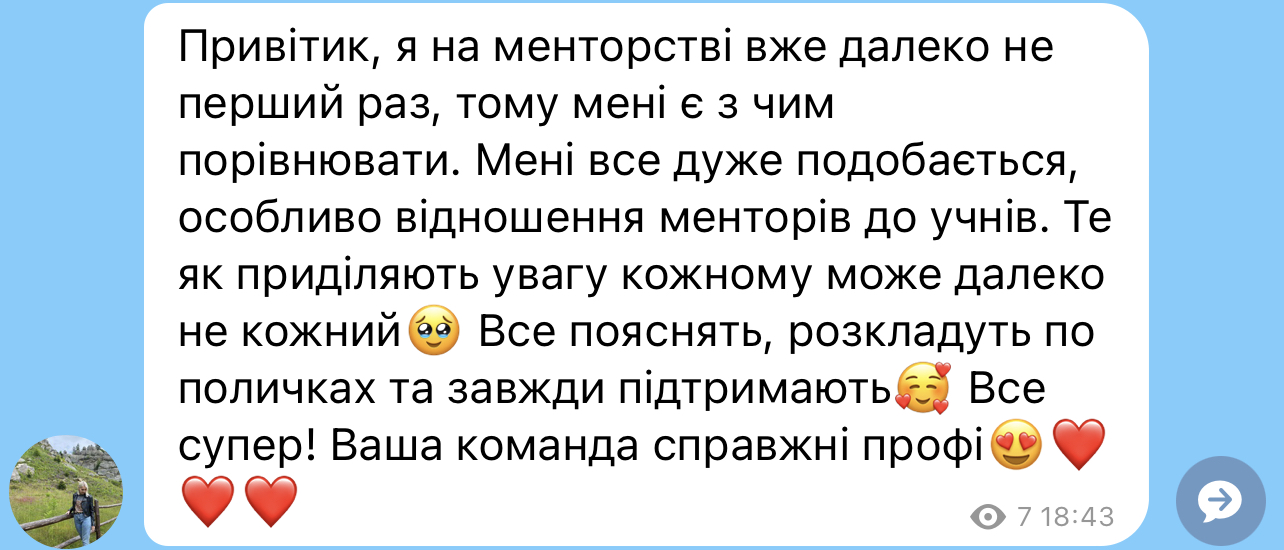 Привітик, я на менторстві вже далеко не
перший раз, тому мені є з чим
порівнювати. Мені все дуже подобається,
особливо відношення менторів до учнів. Те
як приділяють увагу кожному може далеко
не кожний🥹 Все пояснять, розкладуть по
поличках та завжди підтримають🥰 Все
супер! Ваша команда справжні профі😍❤️
❤️❤️
7 18:43